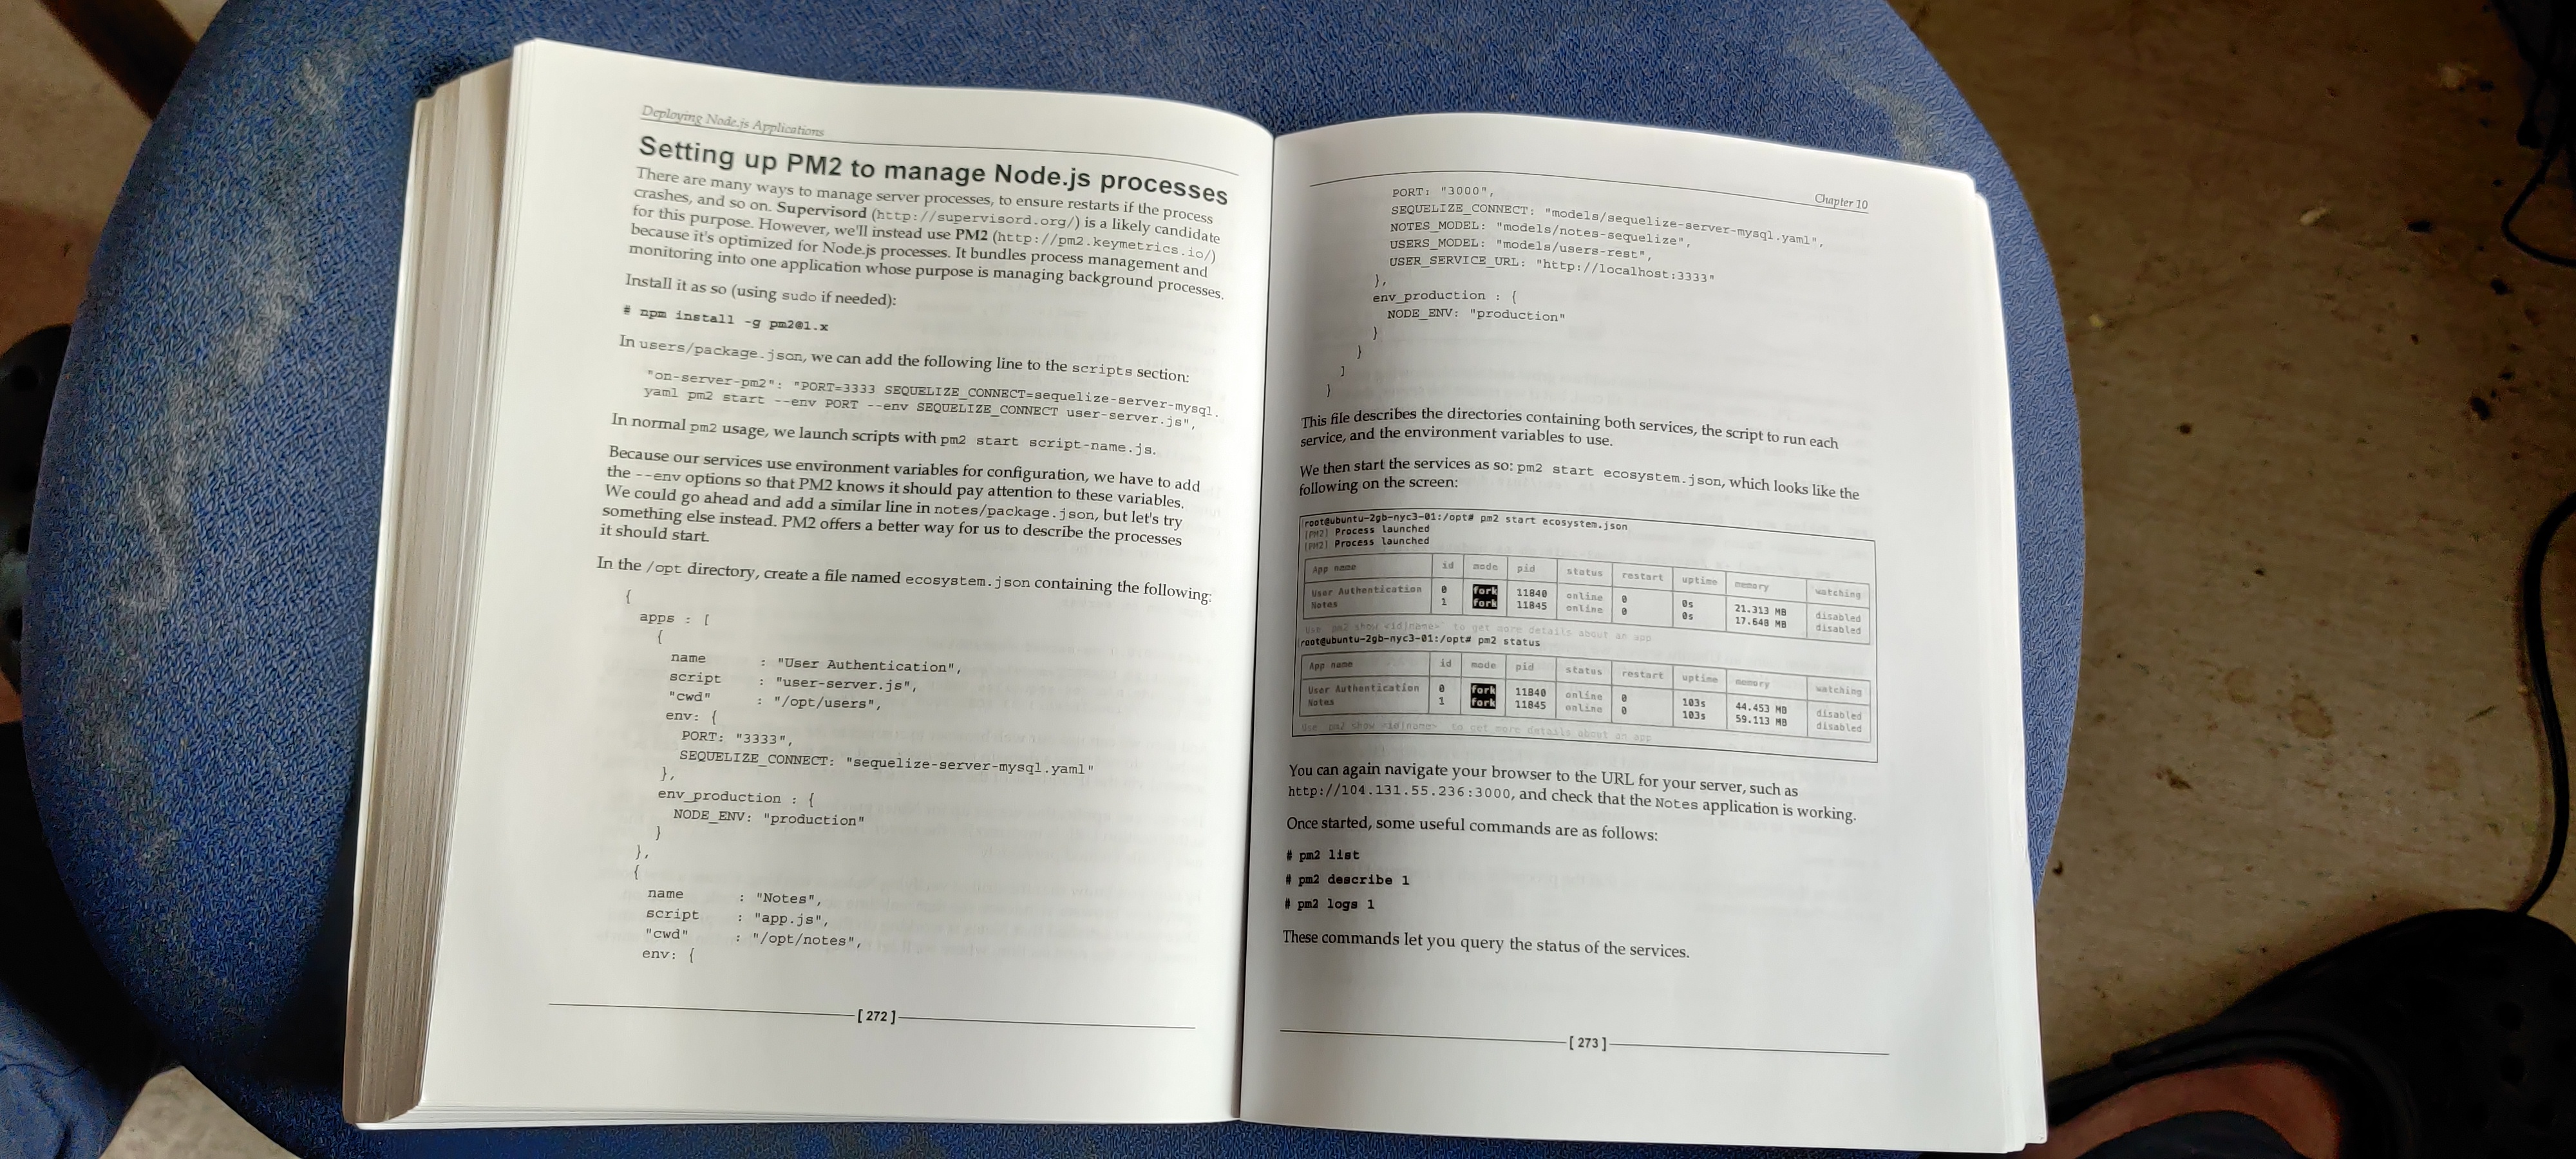 Deploying Node.js Applications
Setting up PM2 to manage Node.js processes
There are many ways to manage server processes, to ensure restarts if the process
crashes, and so on. Supervisord (http://supervisord.org/) is a likely candidate
for this purpose. However, we'll instead use PM2 (http://pm2.keymetrics.io/)
because it's optimized for Node.js processes. It bundles process management and
monitoring into one application whose purpose is managing background processes.
Install it as so (using sudo if needed):
# npm install -g pm2@1.x
In users/package.json, we can add the following line to the scripts section:
"on-server-pm2": "PORT=3333 SEQUELIZE_CONNECT=sequelize-server-mysql.
yaml pm2 start --env PORT --env SEQUELIZE_CONNECT user-server.js",
In normal pm2 usage, we launch scripts with pm2 start script-name.js.
Because our services use environment variables for configuration, we have to add
the --env options so that PM2 knows it should pay attention to these variables.
We could go ahead and add a similar line in notes/package.json, but let's try
something else instead. PM2 offers a better way for us to describe the processes
it should start.
In the /opt directory, create a file named ecosystem.json containing the following:
{
apps : [
{
name : "User Authentication",
script : "user-server.js",
"cwd" : "/opt/users",
env: {
PORT: "3333",
SEQUELIZE_CONNECT: "sequelize-server-mysql.yaml"
},
env_production : {
NODE_ENV: "production"
}
},
{
name : "Notes",
script : "app.js",
"cwd" : "/opt/notes",
env: {
[ 272 ]
Chapter 10
PORT: "3000",
SEQUELIZE_CONNECT: "models/sequelize-server-mysql.yaml",
NOTES_MODEL: "models/notes-sequelize",
USERS_MODEL: "models/users-rest",
USER_SERVICE_URL: "http://localhost:3333"
},
env_production : {
NODE_ENV: "production"
}
}
]
}
This file describes the directories containing both services, the script to run each
service, and the environment variables to use.
We then start the services as so: pm2 start ecosystem.json, which looks like the
following on the screen:
root@ubuntu-2gb-nyc3-01:/opt# pm2 start ecosystem.json
[PM2] Process launched
[PM2] Process launched
App name id mode pid status restart uptime memory watching
User Authentication 0 fork 11840 online 0 0s 21.313 MB disabled
Notes 1 fork 11845 online 0 0s 17.648 MB disabled
Use `pm2 show <id|name>` to get more details about an app
root@ubuntu-2gb-nyc3-01:/opt# pm2 status
App name id mode pid status restart uptime memory watching
User Authentication 0 fork 11840 online 0 103s 44.453 MB disabled
Notes 1 fork 11845 online 0 103s 59.113 MB disabled
Use `pm2 show <id|name>` to get more details about an app
You can again navigate your browser to the URL for your server, such as
http://104.131.55.236:3000, and check that the Notes application is working.
Once started, some useful commands are as follows:
# pm2 list
# pm2 describe 1
# pm2 logs 1
These commands let you query the status of the services.
[ 273 ]